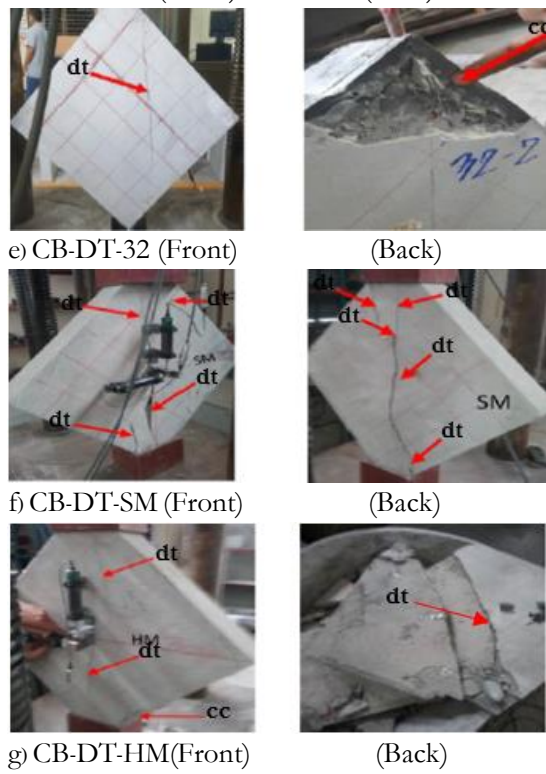 dt
cc
32-2
e) CB-DT-32 (Front) (Back)
dt dt
dt
dt
SM
dt
dt
dt
dt
SM
dt
f) CB-DT-SM (Front) (Back)
dt
HM
dt
cc
dt
g) CB-DT-HM(Front) (Back)